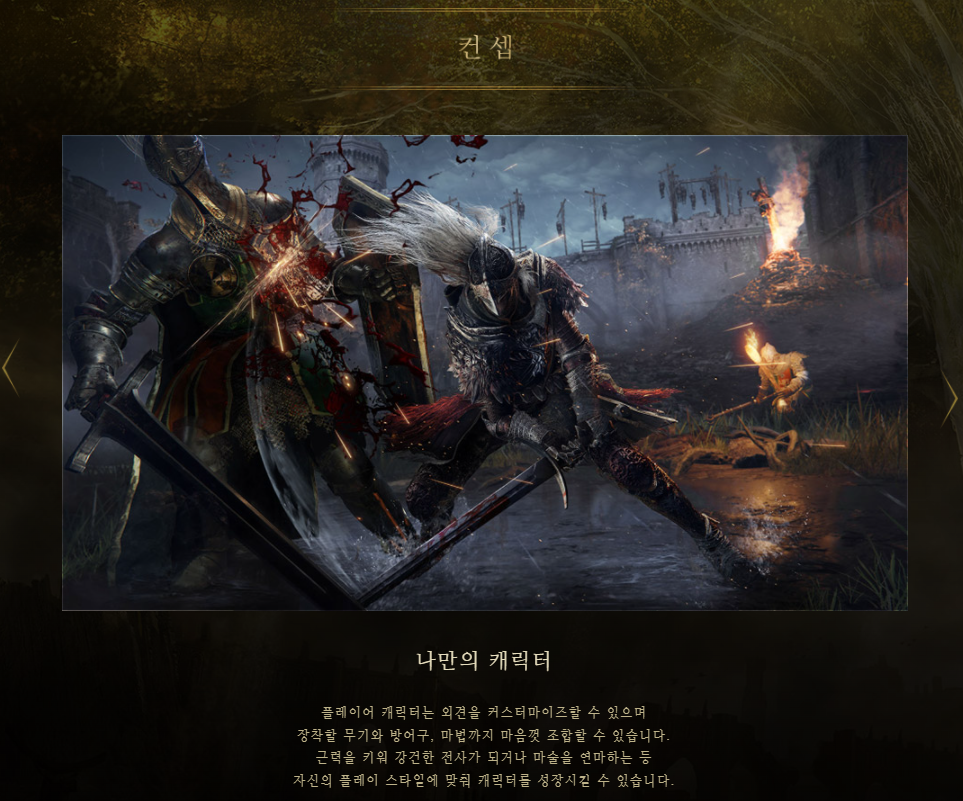 컨셉
나만의 캐릭터
플레이어 캐릭터는 외견을 커스터마이즈할 수 있으며
장착할 무기와 방어구, 마법까지 마음껏 조합할 수 있습니다.
근력을 키워 강건한 전사가 되거나 마술을 연마하는 등
자신의 플레이 스타일에 맞춰 캐릭터를 성장시킬 수 있습니다.